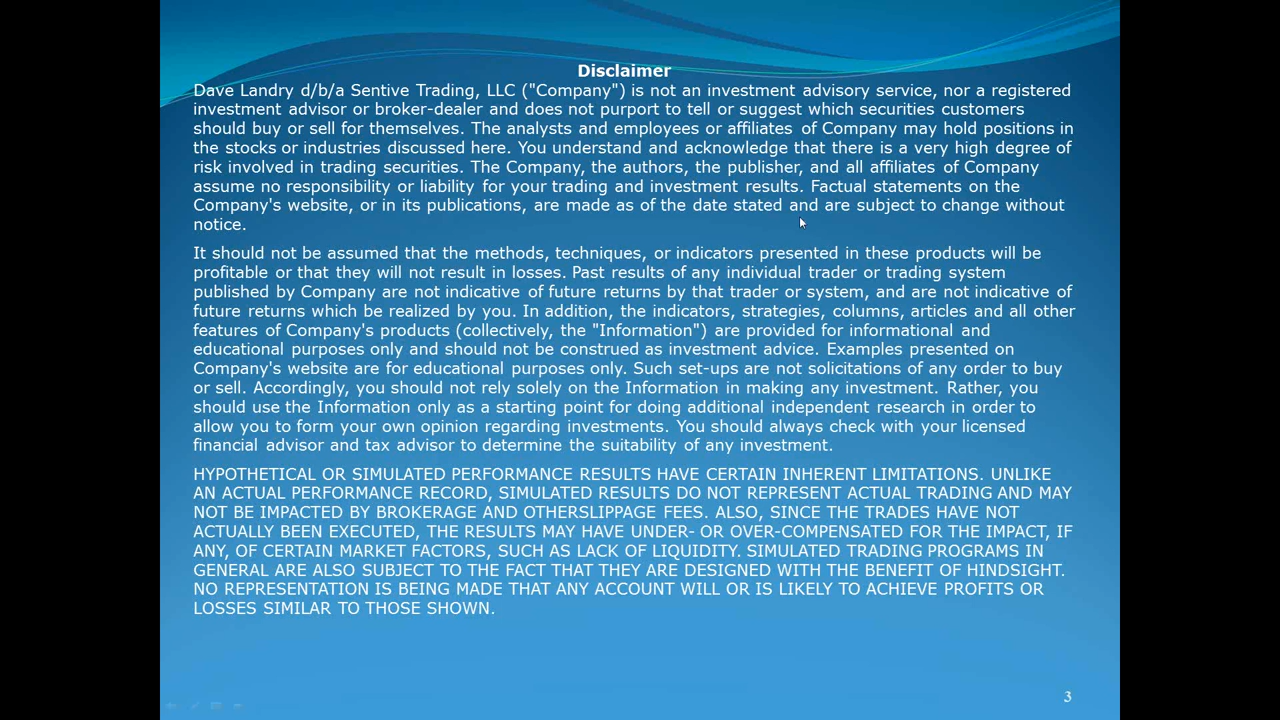 Disclaimer
Dave Landry d/b/a Sentive Trading, LLC ("Company") is not an investment advisory service, nor a registered
investment advisor or broker-dealer and does not purport to tell or suggest which securities customers
should buy or sell for themselves. The analysts and employees or affiliates of Company may hold positions in
the stocks or industries discussed here. You understand and acknowledge that there is a very high degree of
risk involved in trading securities. The Company, the authors, the publisher, and all affiliates of Company
assume no responsibility or liability for your trading and investment results. Factual statements on the
Company's website, or in its publications, are made as of the date stated and are subject to change without
notice.
It should not be assumed that the methods, techniques, or indicators presented in these products will be
profitable or that they will not result in losses. Past results of any individual trader or trading system
published by Company are not indicative of future returns by that trader or system, and are not indicative of
future returns which be realized by you. In addition, the indicators, strategies, columns, articles and all other
features of Company's products (collectively, the "Information") are provided for informational and
educational purposes only and should not be construed as investment advice. Examples presented on
Company's website are for educational purposes only. Such set-ups are not solicitations of any order to buy
or sell. Accordingly, you should not rely solely on the Information in making any investment. Rather, you
should use the Information only as a starting point for doing additional independent research in order to
allow you to form your own opinion regarding investments. You should always check with your licensed
financial advisor and tax advisor to determine the suitability of any investment.
HYPOTHETICAL OR SIMULATED PERFORMANCE RESULTS HAVE CERTAIN INHERENT LIMITATIONS. UNLIKE
AN ACTUAL PERFORMANCE RECORD, SIMULATED RESULTS DO NOT REPRESENT ACTUAL TRADING AND MAY
NOT BE IMPACTED BY BROKERAGE AND OTHERSLIPPAGE FEES. ALSO, SINCE THE TRADES HAVE NOT
ACTUALLY BEEN EXECUTED, THE RESULTS MAY HAVE UNDER- OR OVER-COMPENSATED FOR THE IMPACT, IF
ANY, OF CERTAIN MARKET FACTORS, SUCH AS LACK OF LIQUIDITY. SIMULATED TRADING PROGRAMS IN
GENERAL ARE ALSO SUBJECT TO THE FACT THAT THEY ARE DESIGNED WITH THE BENEFIT OF HINDSIGHT.
NO REPRESENTATION IS BEING MADE THAT ANY ACCOUNT WILL OR IS LIKELY TO ACHIEVE PROFITS OR
LOSSES SIMILAR TO THOSE SHOWN.
3